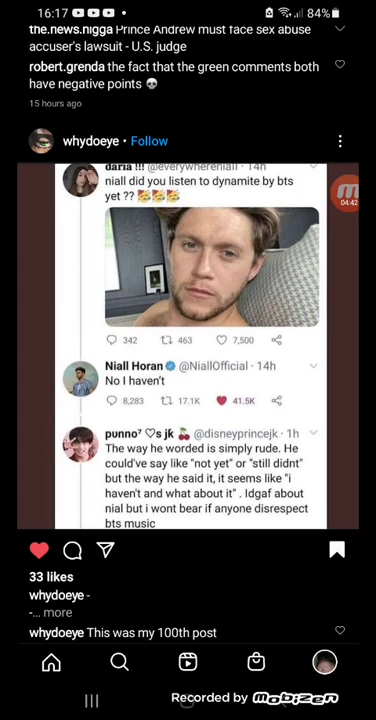 16:17
84%
the.news.nigga Prince Andrew must face sex abuse
accuser's lawsuit - U.S. judge
robert.grenda the fact that the green comments both
have negative points 💀
15 hours ago
whydoeye • Follow
daria !!! @everywhereniall · 14h
niall did you listen to dynamite by bts
yet ?? 🥰🥰🥰
04:42
342 463 7,500
Niall Horan @NiallOfficial · 14h
No I haven't
8,283 17.1K 41.5K
punno⁷ ♡s jk 🍒 @disneyprincejk · 1h
The way he worded is simply rude. He
could've say like "not yet" or "still didnt"
but the way he said it, it seems like "i
haven't and what about it" . Idgaf about
nial but i wont bear if anyone disrespect
bts music
33 likes
whydoeye -
-... more
whydoeye This was my 100th post
Recorded by mobizen